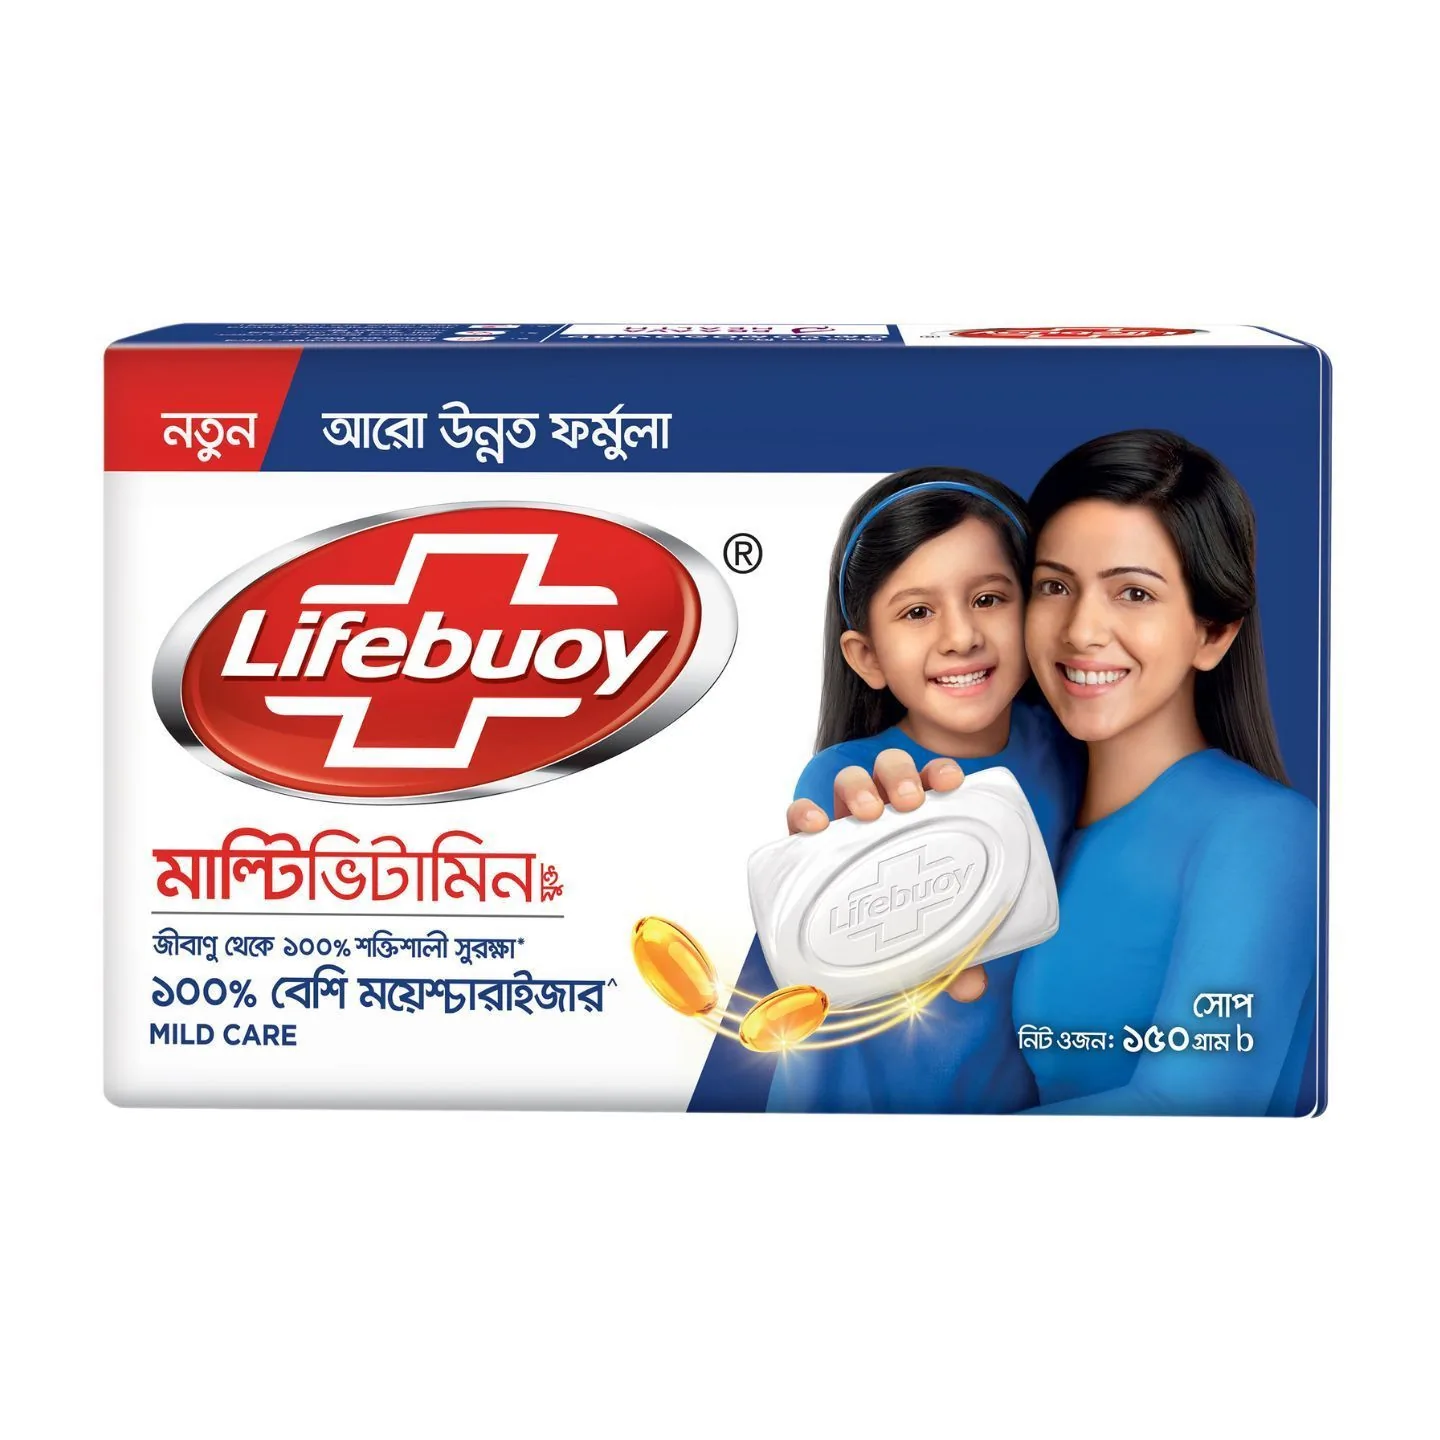 নতুন
আরো উন্নত ফর্মুলা
Lifebuoy
®
মাল্টিভিটামিন যুক্ত
জীবাণু থেকে ১০০% শক্তিশালী সুরক্ষা*
১০০% বেশি ময়েশ্চারাইজার^
MILD CARE
Lifebuoy
সোপ
নিট ওজন: ১৫০ গ্রাম b